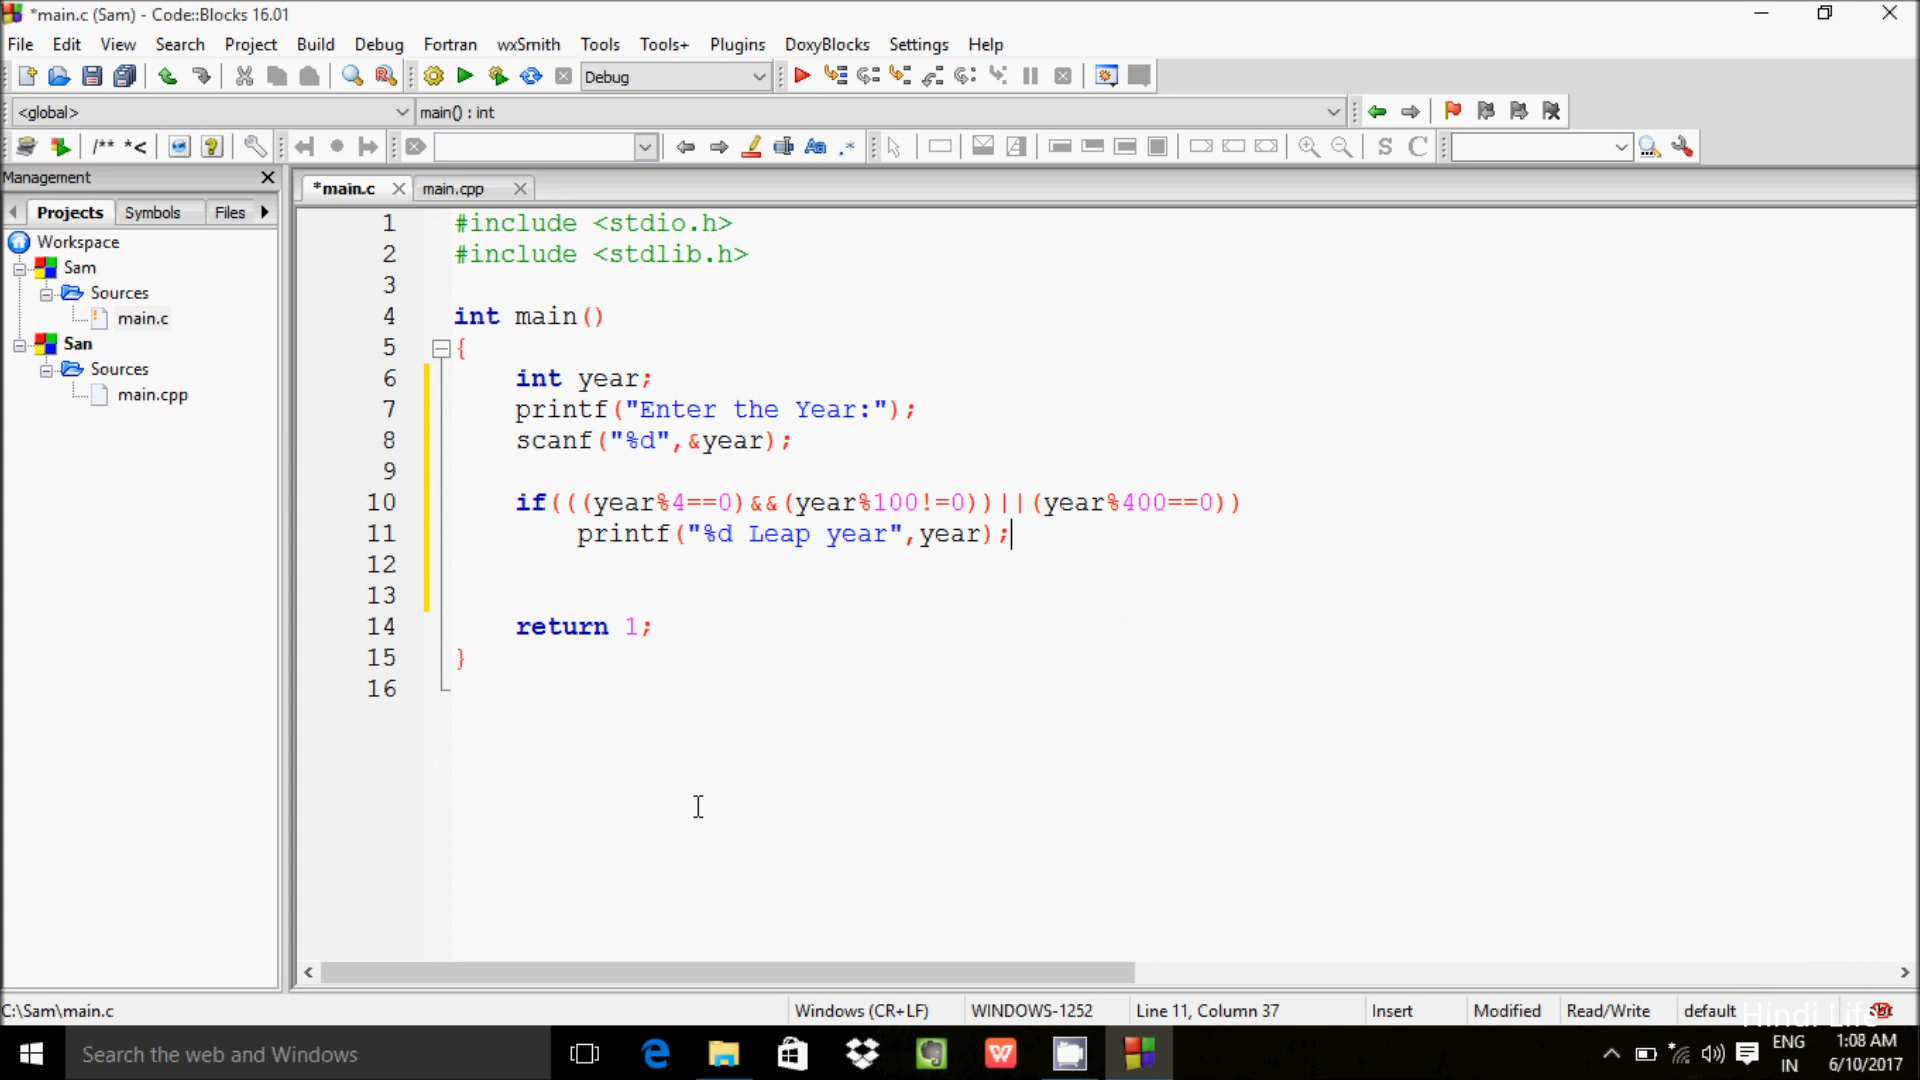 *main.c (Sam) - Code::Blocks 16.01
File Edit View Search Project Build Debug Fortran wxSmith Tools Tools+ Plugins DoxyBlocks Settings Help
Debug
<global> main() : int
/** *<
Management
Projects Symbols Files
*main.c main.cpp
Workspace
Sam
Sources
main.c
San
Sources
main.cpp
1 #include <stdio.h>
2 #include <stdlib.h>
3
4 int main()
5 {
6 int year;
7 printf("Enter the Year:");
8 scanf("%d",&year);
9
10 if(((year%4==0)&&(year%100!=0))||(year%400==0))
11 printf("%d Leap year",year);
12
13
14 return 1;
15 }
16
C:\Sam\main.c Windows (CR+LF) WINDOWS-1252 Line 11, Column 37 Insert Modified Read/Write default
Hindi Life
Search the web and Windows
ENG
IN
1:08 AM
6/10/2017